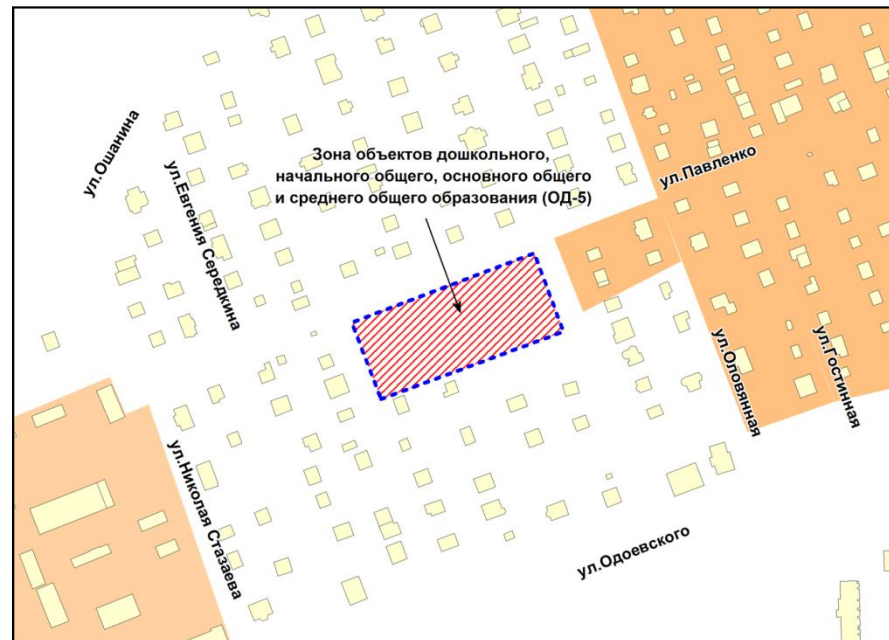 ул.Ошанина
ул.Евгения Середкина
Зона объектов дошкольного,
начального общего, основного общего
и среднего общего образования (ОД-5)
ул.Павленко
ул.Оловянная
ул.Гостинная
ул.Николая Стазаева
ул.Одоевского